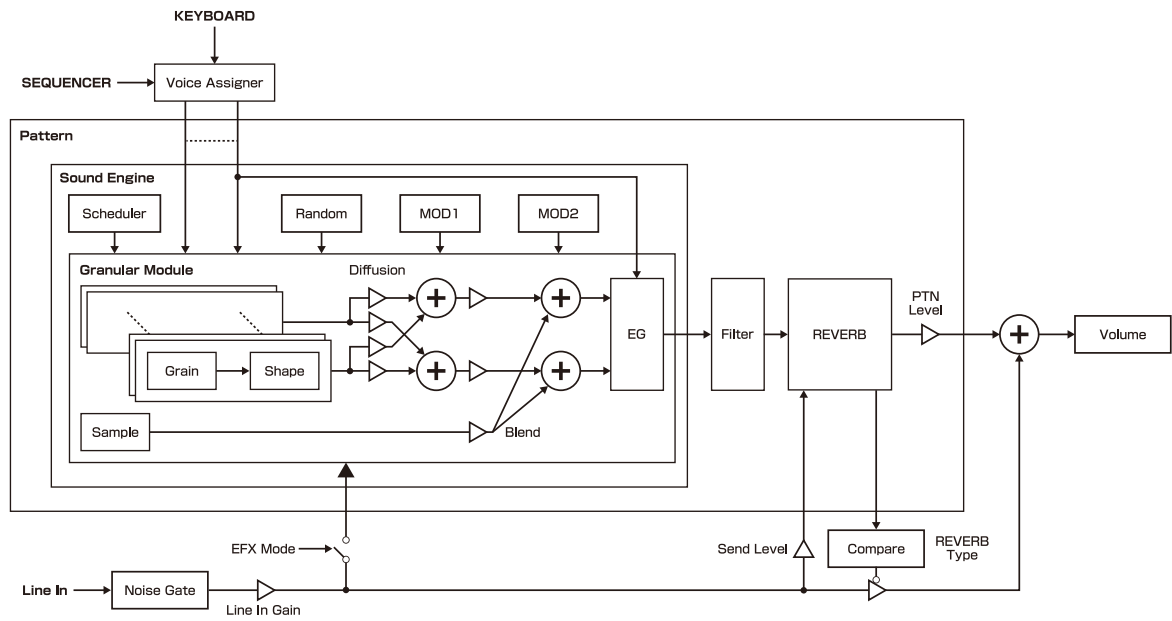 KEYBOARD
SEQUENCER
Voice Assigner
Pattern
Sound Engine
Scheduler
Random
MOD1
MOD2
Granular Module
Diffusion
Grain
Shape
Sample
Blend
EG
Filter
REVERB
PTN
Level
Volume
EFX Mode
Send Level
Compare
REVERB
Type
Line In
Noise Gate
Line In Gain